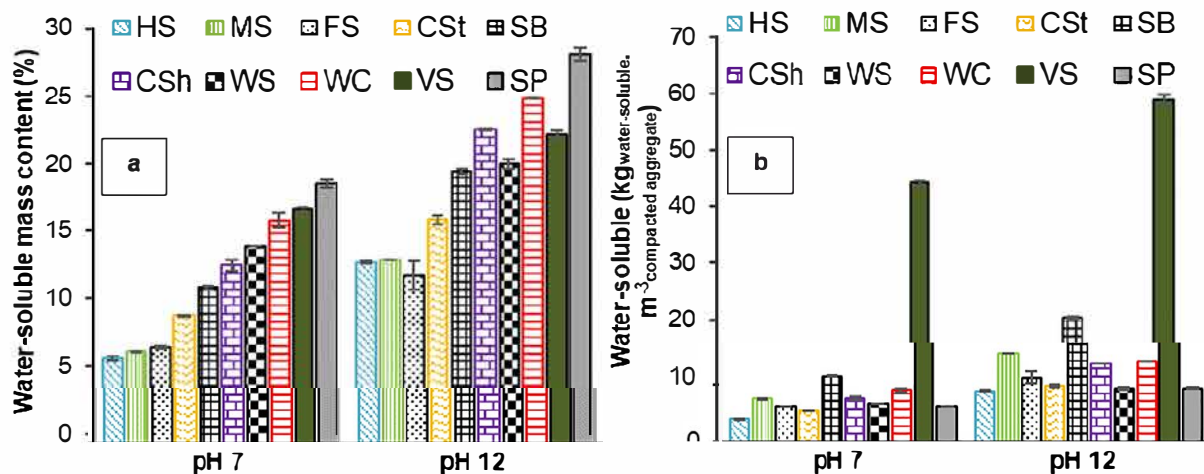 Water-soluble mass content (%)
30
25
20
15
10
5
0
HS MS FS CSt SB
CSh WS WC VS SP
a
pH 7 pH 12
Water-soluble (kgwater-soluble.
m-3compacted aggregate)
70
60
50
40
30
20
10
0
HS MS FS CSt SB
CSh WS WC VS SP
b
pH 7 pH 12